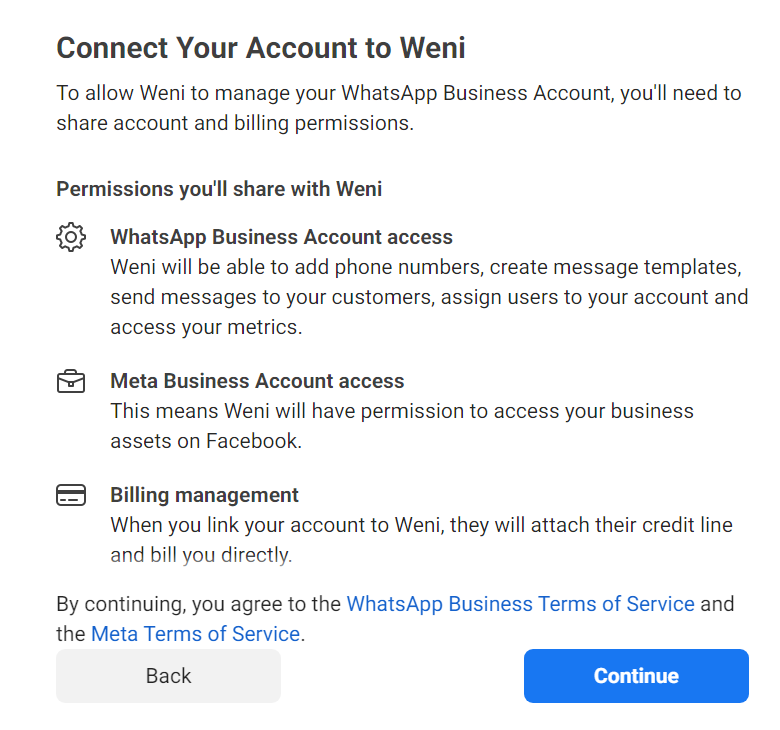 Connect Your Account to Weni
To allow Weni to manage your WhatsApp Business Account, you'll need to
share account and billing permissions.
Permissions you'll share with Weni
WhatsApp Business Account access
Weni will be able to add phone numbers, create message templates,
send messages to your customers, assign users to your account and
access your metrics.
Meta Business Account access
This means Weni will have permission to access your business
assets on Facebook.
Billing management
When you link your account to Weni, they will attach their credit line
and bill you directly.
By continuing, you agree to the WhatsApp Business Terms of Service and
the Meta Terms of Service.
Back
Continue